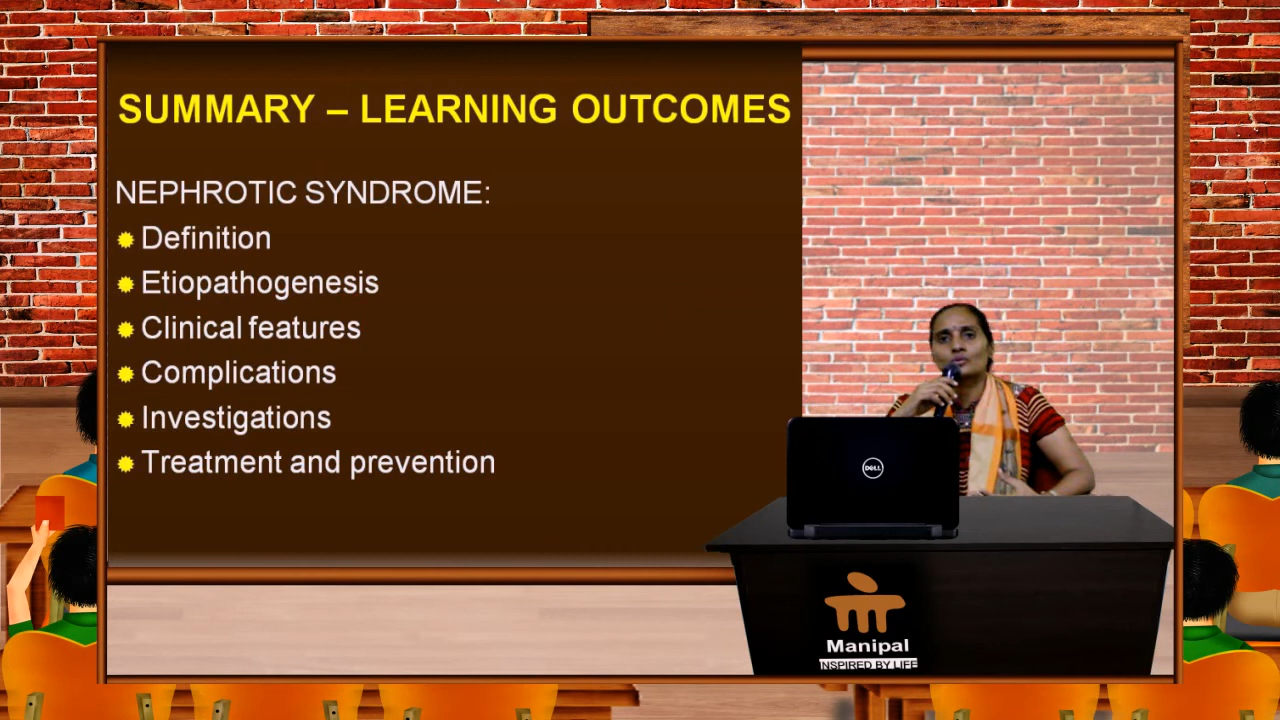 SUMMARY – LEARNING OUTCOMES
NEPHROTIC SYNDROME:
Definition
Etiopathogenesis
Clinical features
Complications
Investigations
Treatment and prevention
DELL
Manipal
INSPIRED BY LIFE